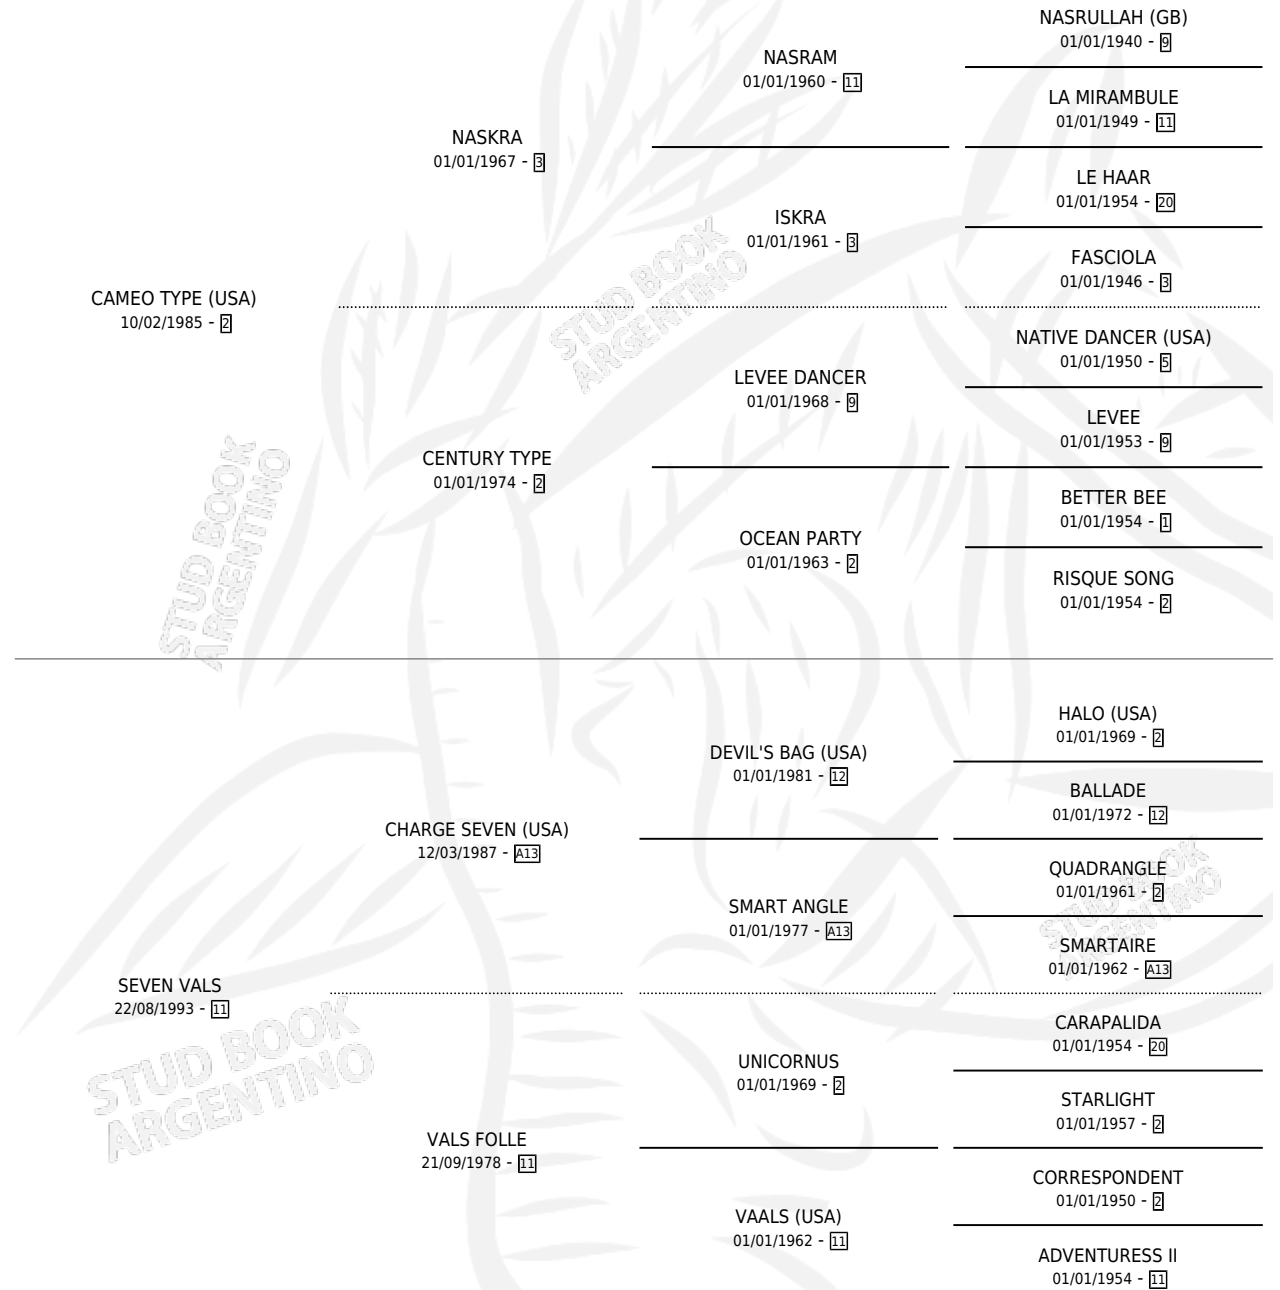 NASRULLAH (GB)
01/01/1940 - 9
NASRAM
01/01/1960 - 11
LA MIRAMBULE
01/01/1949 - 11
NASKRA
01/01/1967 - 3
LE HAAR
01/01/1954 - 20
ISKRA
01/01/1961 - 3
FASCIOLA
01/01/1946 - 3
CAMEO TYPE (USA)
10/02/1985 - 2
NATIVE DANCER (USA)
01/01/1950 - 5
LEVEE DANCER
01/01/1968 - 9
LEVEE
01/01/1953 - 9
CENTURY TYPE
01/01/1974 - 2
BETTER BEE
01/01/1954 - 1
OCEAN PARTY
01/01/1963 - 2
RISQUE SONG
01/01/1954 - 2
HALO (USA)
01/01/1969 - 2
DEVIL'S BAG (USA)
01/01/1981 - 12
BALLADE
01/01/1972 - 12
CHARGE SEVEN (USA)
12/03/1987 - A13
QUADRANGLE
01/01/1961 - 2
SMART ANGLE
01/01/1977 - A13
SMARTAIRE
01/01/1962 - A13
SEVEN VALS
22/08/1993 - 11
CARAPALIDA
01/01/1954 - 20
UNICORNUS
01/01/1969 - 2
STARLIGHT
01/01/1957 - 2
VALS FOLLE
21/09/1978 - 11
CORRESPONDENT
01/01/1950 - 2
VAALS (USA)
01/01/1962 - 11
ADVENTURESS II
01/01/1954 - 11
STUD BOOK
ARGENTINO
STUD BOOK
ARGENTINO
STUD BOOK
ARGENTINO
STUD BOOK
ARGENTINO